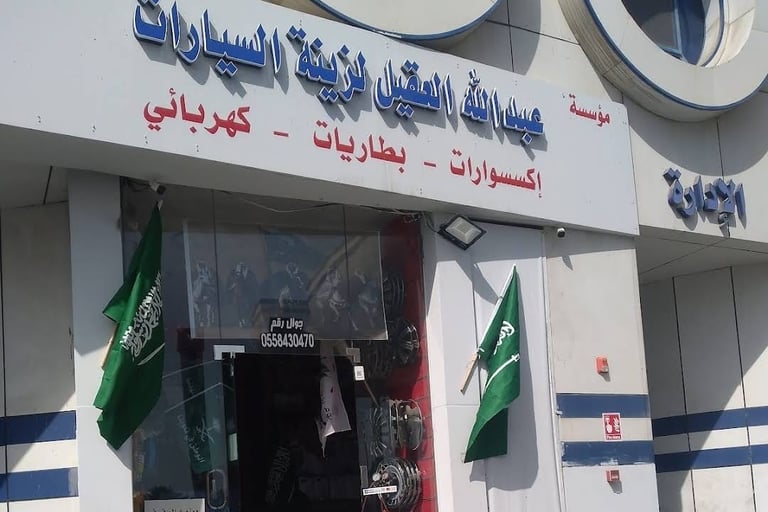 مؤسسة
عبدالله العقيل لزينة السيارات
إكسسوارات - بطاريات - كهربائي
الإدارة
جوال رقم
0558430470